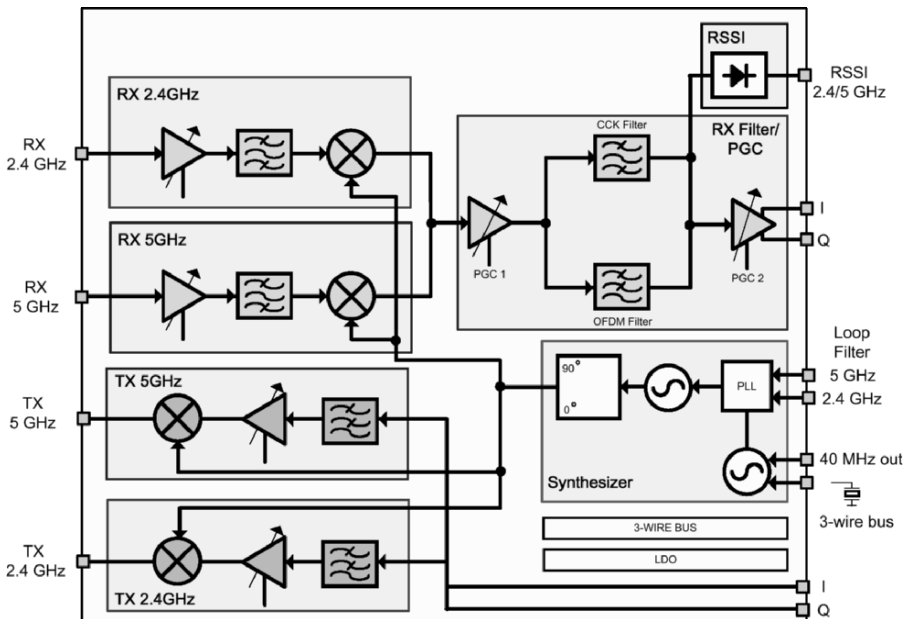 RSSI
RSSI
2.4/5 GHz
RX 2.4GHz
RX
2.4 GHz
CCK Filter
RX Filter/
PGC
I
Q
PGC 1
PGC 2
RX 5GHz
RX
5 GHz
OFDM Filter
Loop
Filter
5 GHz
2.4 GHz
90°
0°
PLL
TX 5GHz
TX
5 GHz
40 MHz out
Synthesizer
3-wire bus
3-WIRE BUS
LDO
TX
2.4 GHz
TX 2.4GHz
I
Q